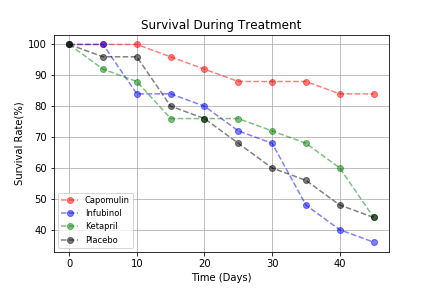 Survival During Treatment
Survival Rate(%)
100
90
80
70
60
50
40
Capomulin
Infubinol
Ketapril
Placebo
0 10 20 30 40
Time (Days)